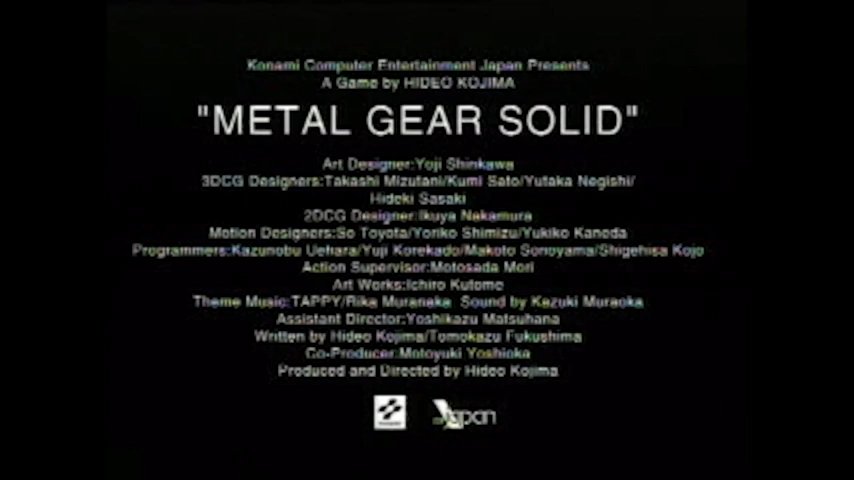 Konami Computer Entertainment Japan Presents
A Game by HIDEO KOJIMA
"METAL GEAR SOLID"
Art Designer:Yoji Shinkawa
3DCG Designers:Takashi Mizutani/Kumi Sato/Yutaka Negishi/
Hideki Sasaki
2DCG Designer:Ikuya Nakamura
Motion Designers:So Toyota/Yoriko Shimizu/Yukiko Kaneda
Programmers:Kazunobu Uehara/Yuji Korekado/Makoto Sonoyama/Shigehisa Kojo
Action Supervisor:Motosada Mori
Art Works:Ichiro Kutome
Theme Music:TAPPY/Rika Muranaka Sound by Kazuki Muraoka
Assistant Director:Yoshikazu Matsuhana
Written by Hideo Kojima/Tomokazu Fukushima
Co-Producer:Motoyuki Yoshioka
Produced and Directed by Hideo Kojima
Japan